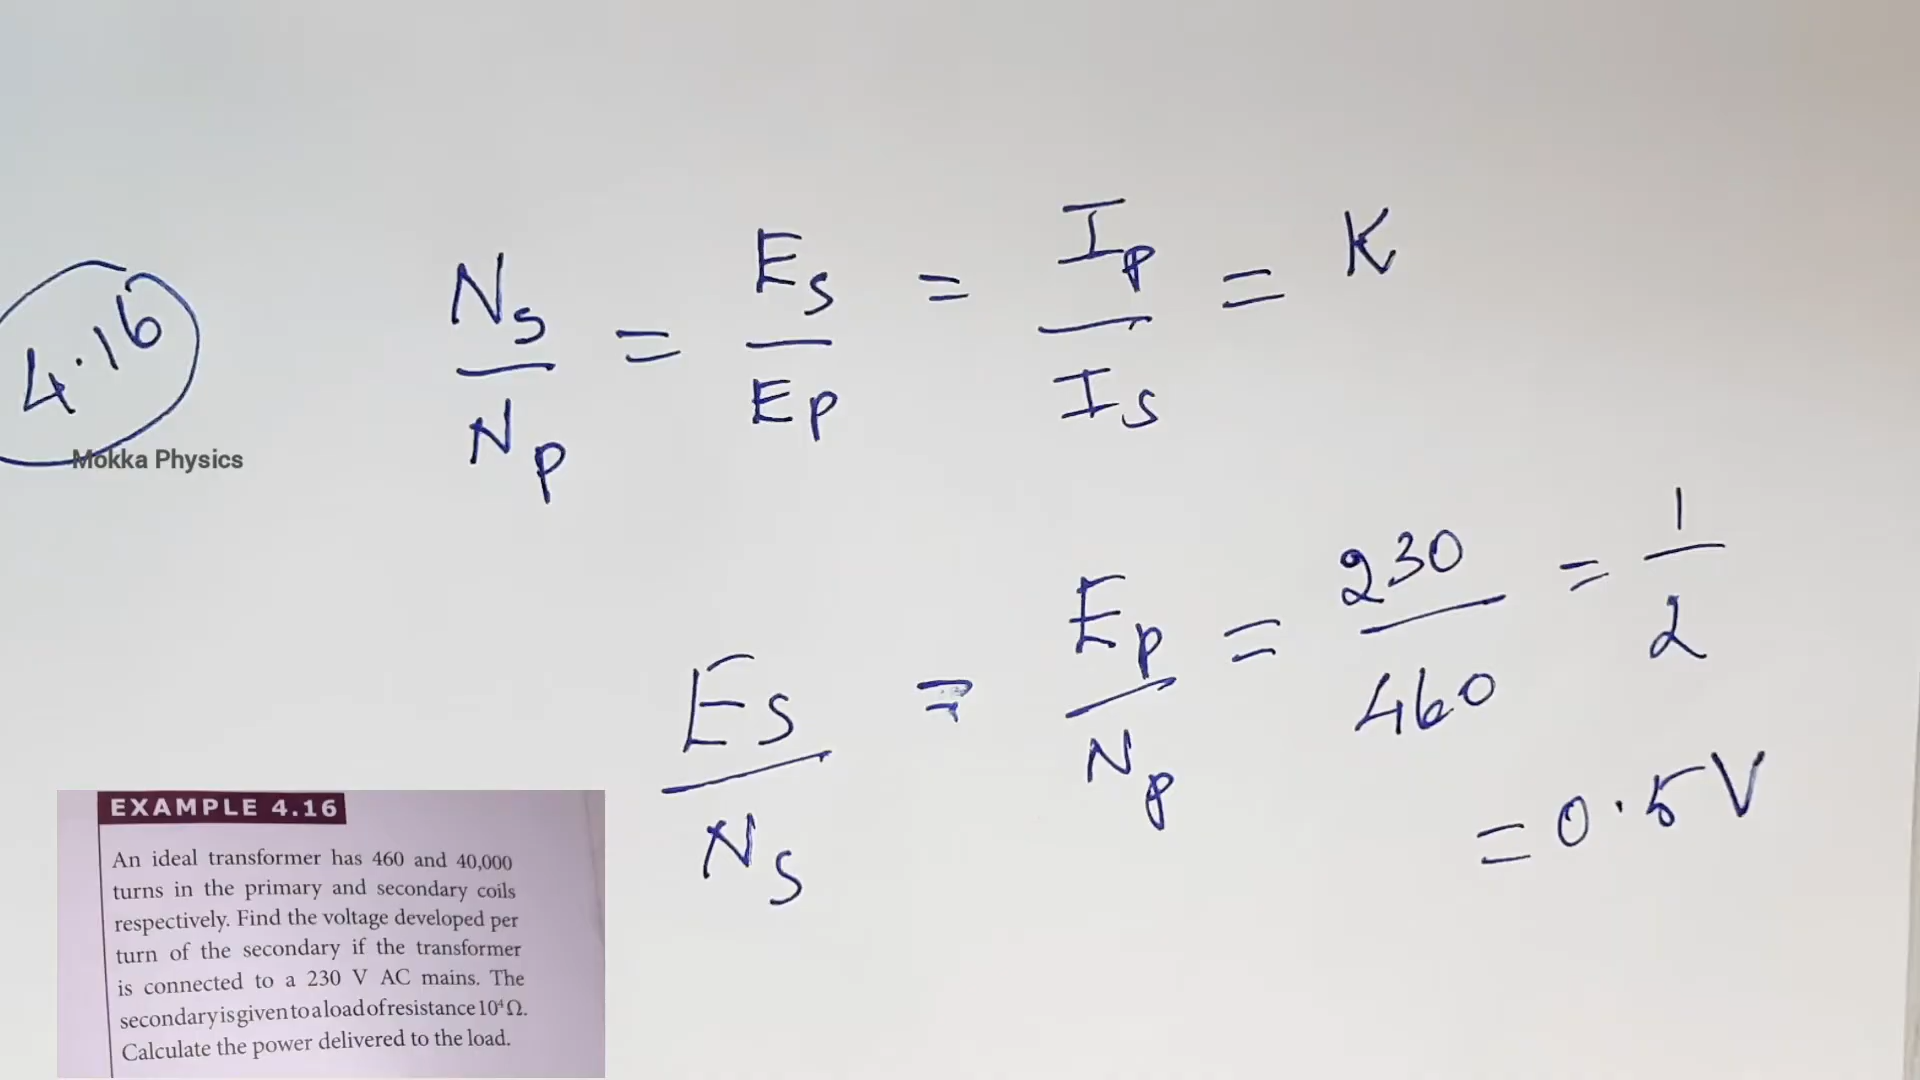 4.16
Mokka Physics
Ns/Np = Es/Ep = Ip/Is = K
Es/Ns = Ep/Np = 230/460 = 1/2
= 0.5V
EXAMPLE 4.16
An ideal transformer has 460 and 40,000
turns in the primary and secondary coils
respectively. Find the voltage developed per
turn of the secondary if the transformer
is connected to a 230 V AC mains. The
secondary is given to a load of resistance 10⁴ Ω.
Calculate the power delivered to the load.